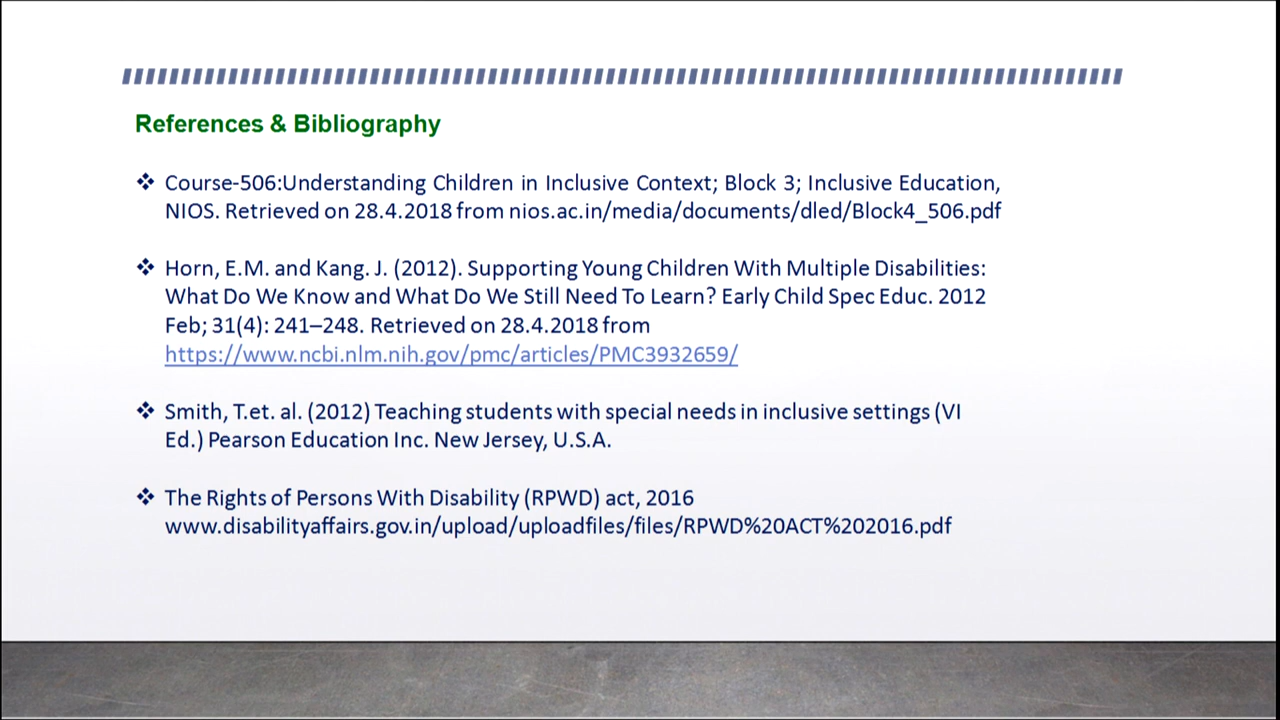 References & Bibliography
❖ Course-506:Understanding Children in Inclusive Context; Block 3; Inclusive Education,
NIOS. Retrieved on 28.4.2018 from nios.ac.in/media/documents/dled/Block4_506.pdf
❖ Horn, E.M. and Kang. J. (2012). Supporting Young Children With Multiple Disabilities:
What Do We Know and What Do We Still Need To Learn? Early Child Spec Educ. 2012
Feb; 31(4): 241–248. Retrieved on 28.4.2018 from
https://www.ncbi.nlm.nih.gov/pmc/articles/PMC3932659/
❖ Smith, T.et. al. (2012) Teaching students with special needs in inclusive settings (VI
Ed.) Pearson Education Inc. New Jersey, U.S.A.
❖ The Rights of Persons With Disability (RPWD) act, 2016
www.disabilityaffairs.gov.in/upload/uploadfiles/files/RPWD%20ACT%202016.pdf